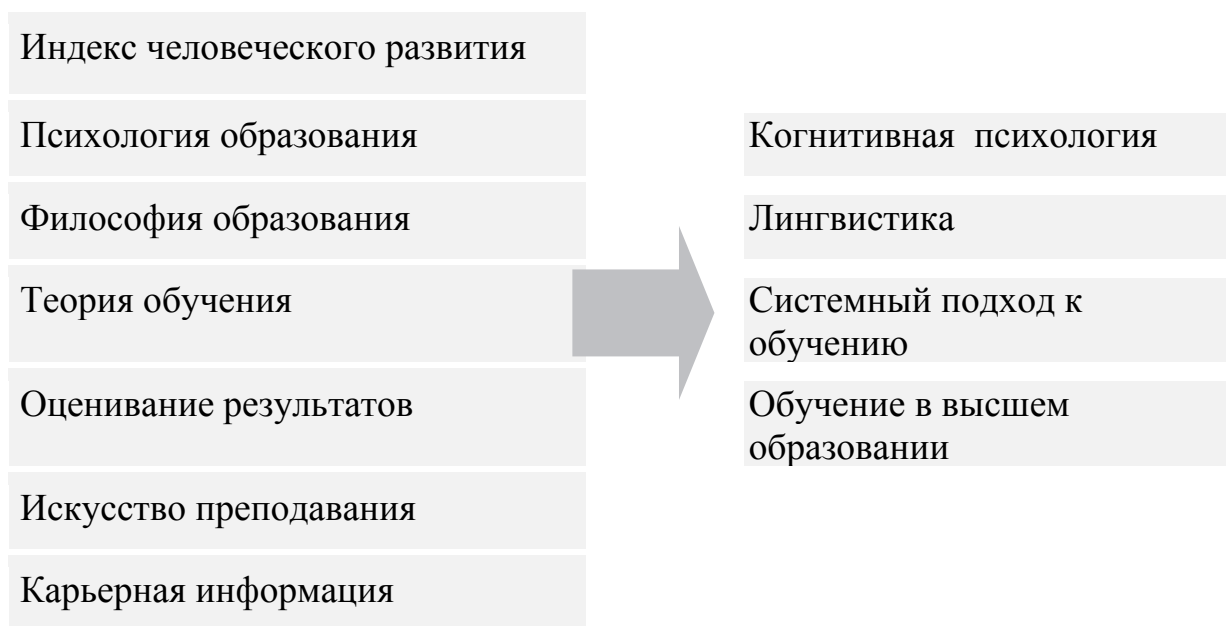 Индекс человеческого развития
Психология образования
Философия образования
Теория обучения
Оценивание результатов
Искусство преподавания
Карьерная информация
Когнитивная психология
Лингвистика
Системный подход к
обучению
Обучение в высшем
образовании